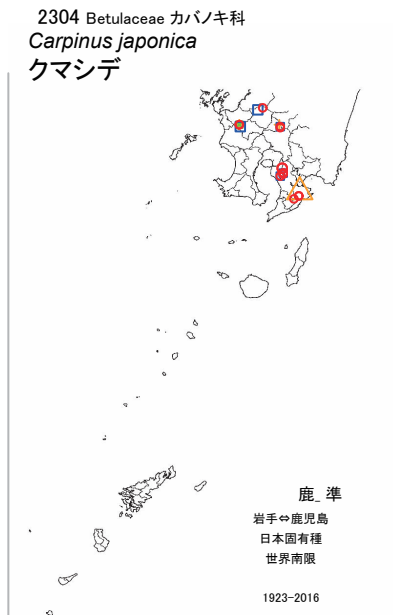 2304 Betulaceae カバノキ科
Carpinus japonica
クマシデ
鹿_準
岩手⇔鹿児島
日本固有種
世界南限
1923-2016